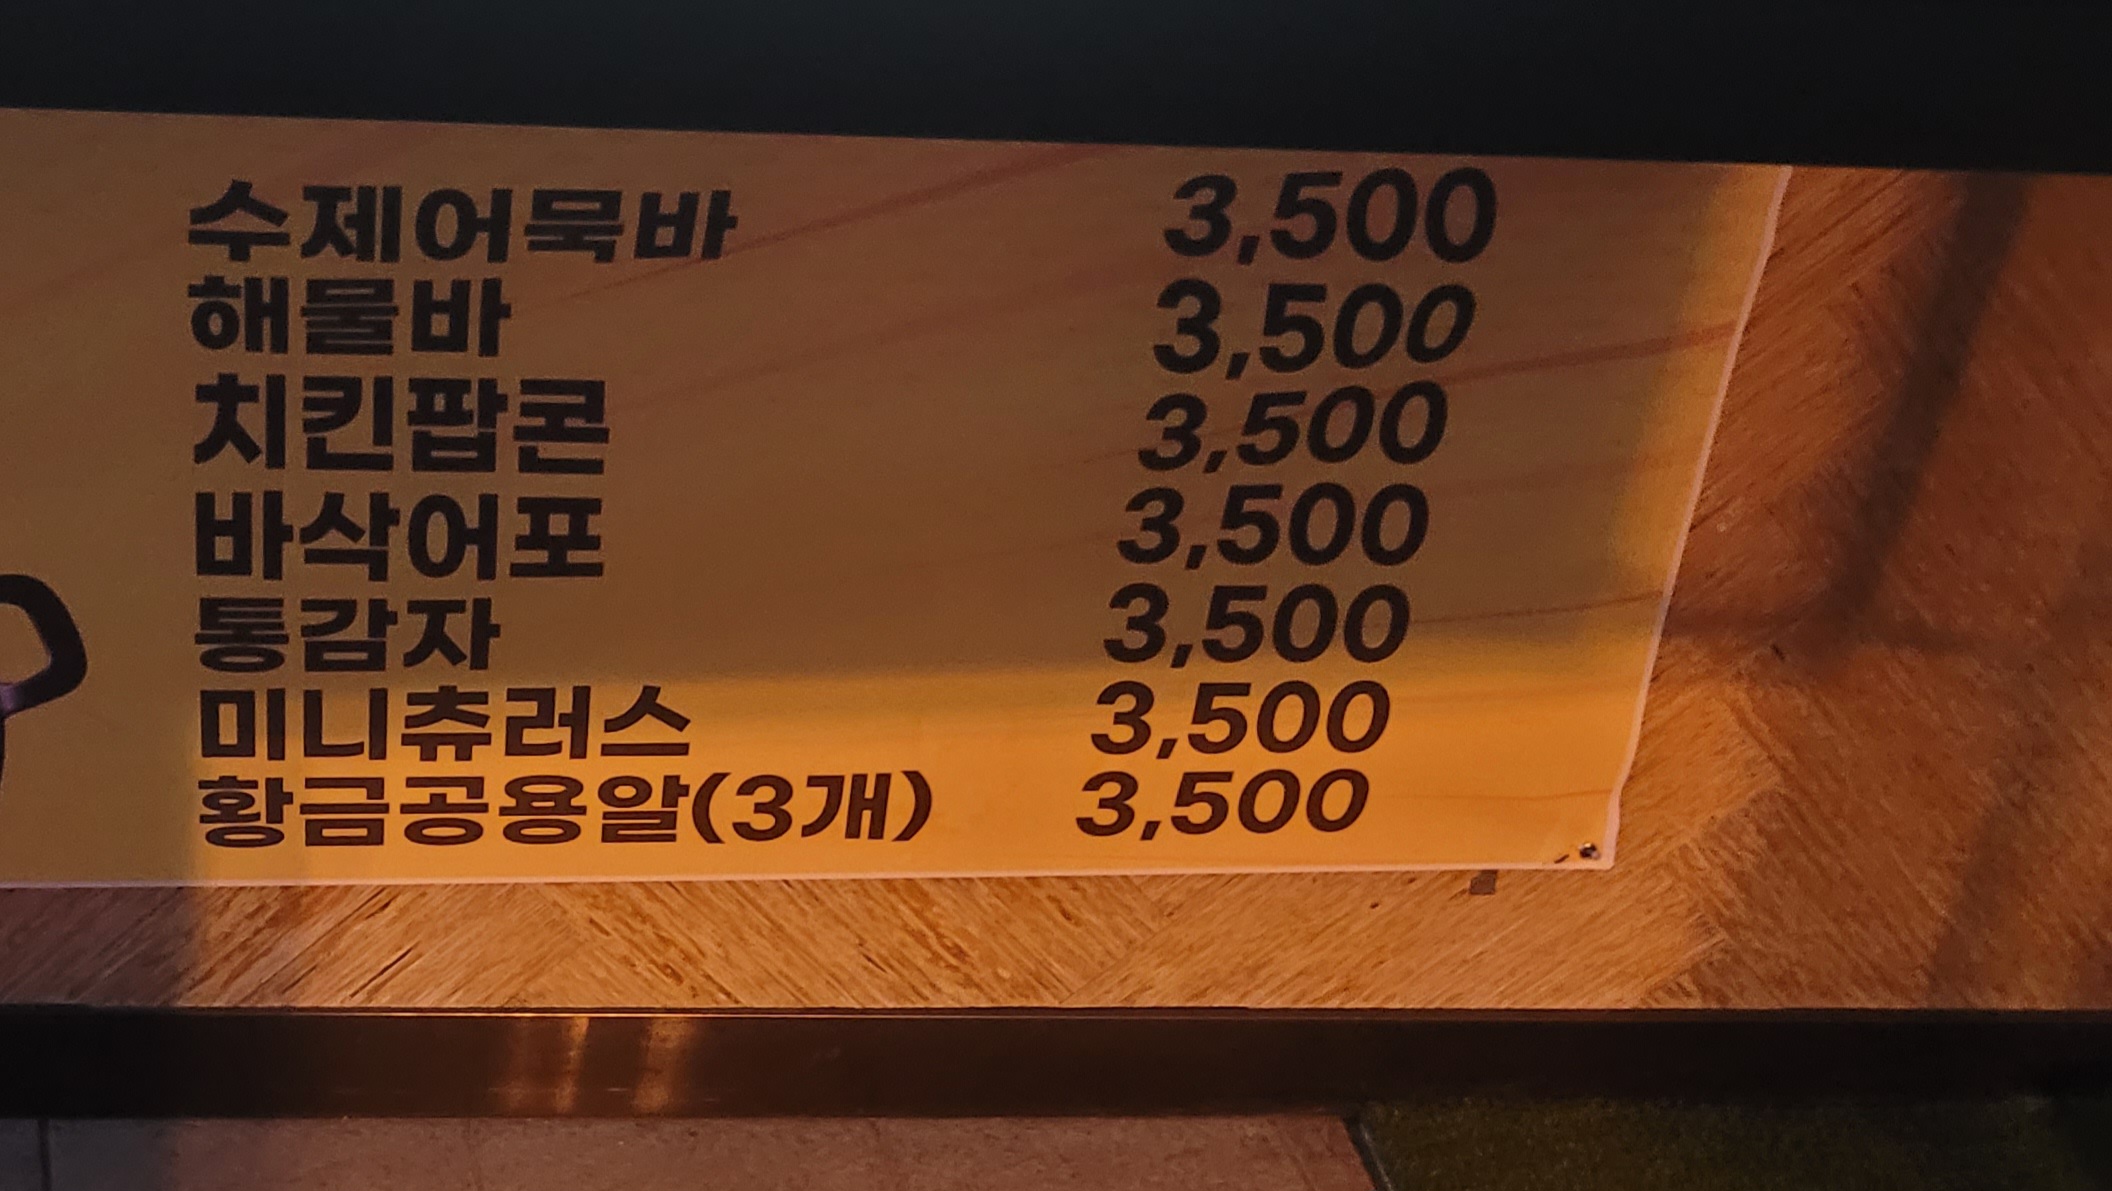 수제어묵바 3,500
해물바 3,500
치킨팝콘 3,500
바삭어포 3,500
통감자 3,500
미니츄러스 3,500
황금공용알(3개) 3,500